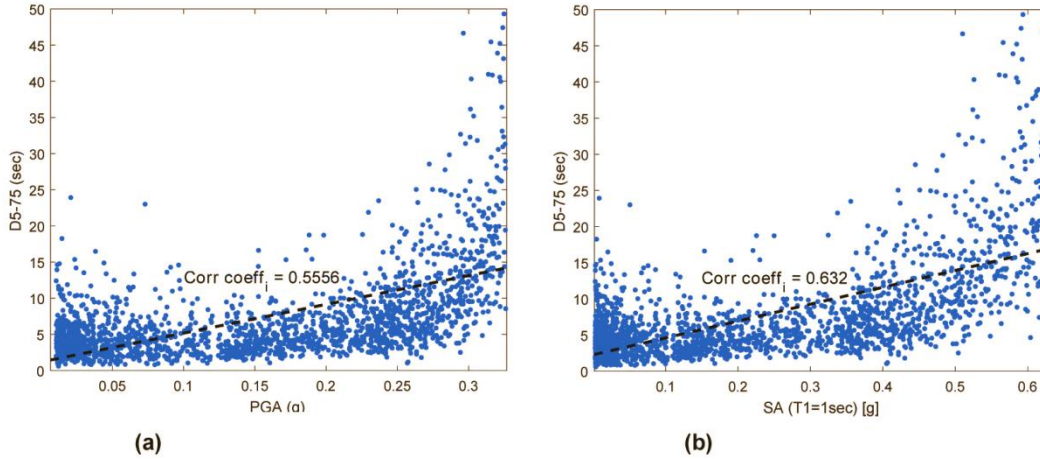 50
45
40
35
30
25
20
15
10
5
0
D5-75 (sec)
Corr coeff_i = 0.5556
0.05 0.1 0.15 0.2 0.25 0.3
PGA (g)
(a)
50
45
40
35
30
25
20
15
10
5
0
D5-75 (sec)
Corr coeff_i = 0.632
0.1 0.2 0.3 0.4 0.5 0.6
SA (T1=1sec) [g]
(b)